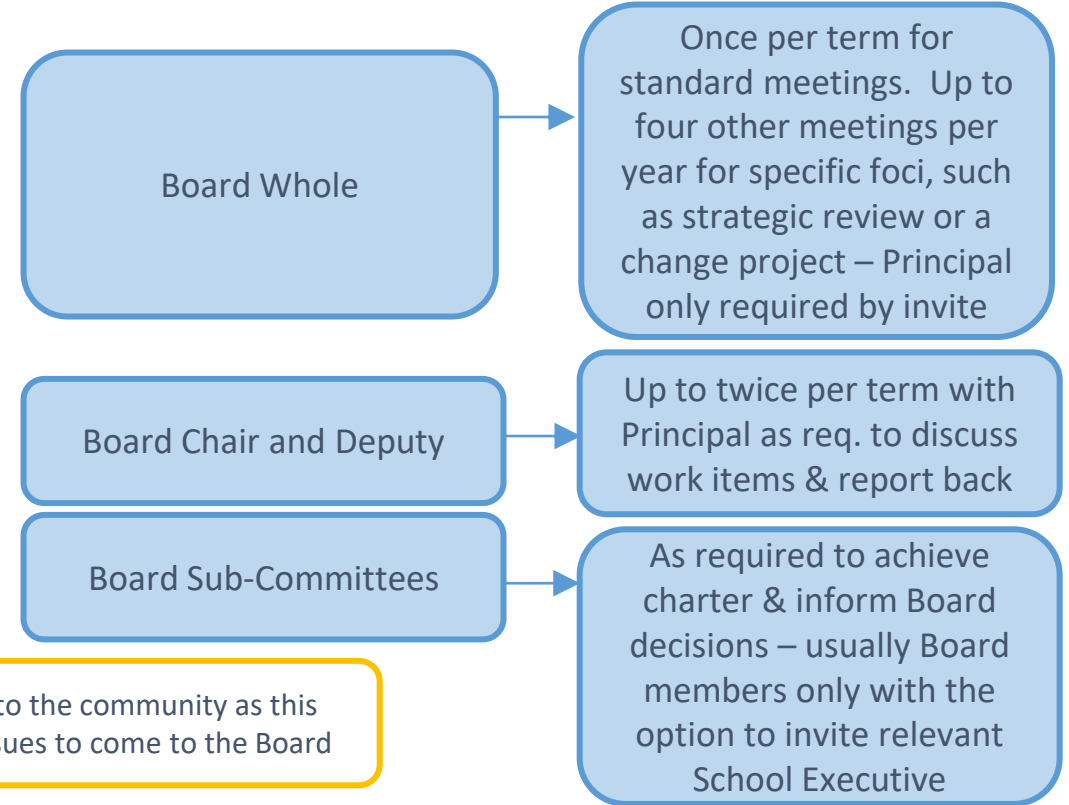 Board Whole
Once per term for
standard meetings.  Up to
four other meetings per
year for specific foci, such
as strategic review or a
change project – Principal
only required by invite
Board Chair and Deputy
Up to twice per term with
Principal as req. to discuss
work items & report back
Board Sub-Committees
As required to achieve
charter & inform Board
decisions – usually Board
members only with the
option to invite relevant
School Executive
to the community as this
to come to the Board